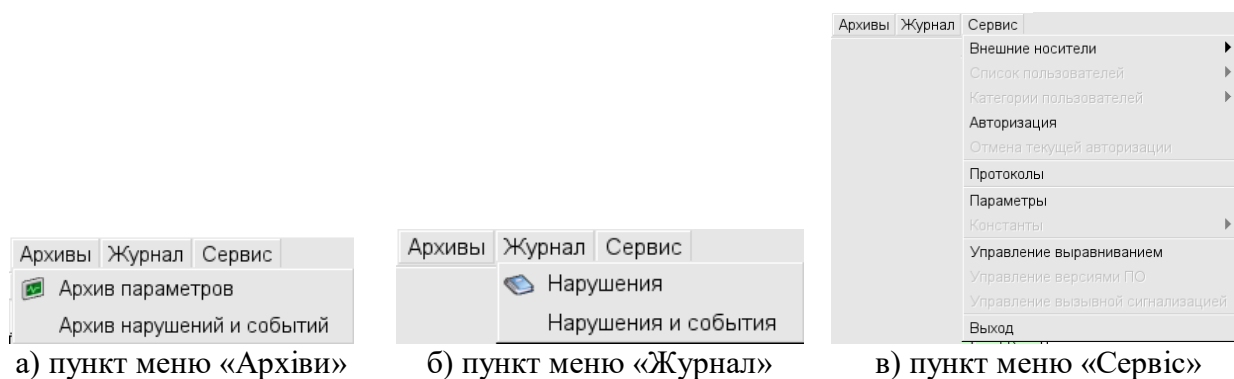 Архивы Журнал Сервис
Внешние носители
Список пользователей
Категории пользователей
Авторизация
Отмена текущей авторизации
Протоколы
Параметры
Константы
Управление выравниванием
Управление версиями ПО
Управление вызывной сигнализацией
Выход
Архивы Журнал Сервис
Архив параметров
Архив нарушений и событий
Архивы Журнал Сервис
Нарушения
Нарушения и события
а) пункт меню «Архіви» б) пункт меню «Журнал» в) пункт меню «Сервіс»